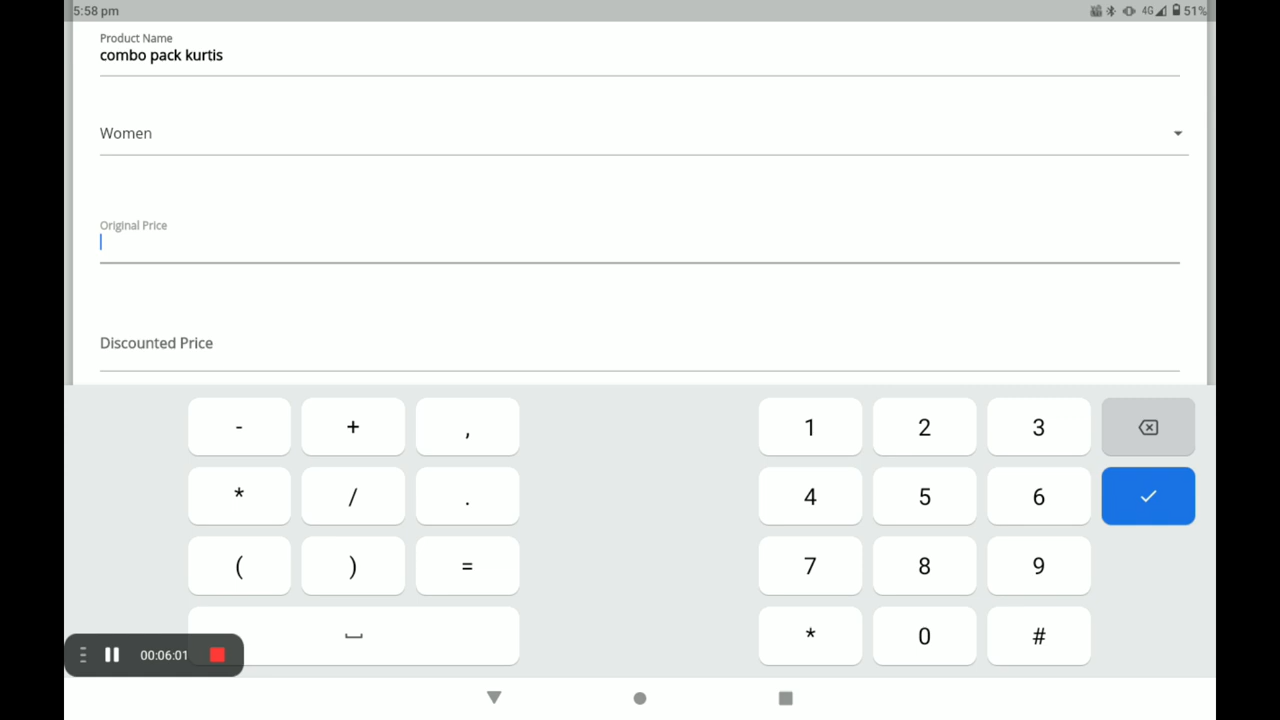 5:58 pm
4G 51%
Product Name
combo pack kurtis
Women
Original Price
Discounted Price
- + , 1 2 3
* / . 4 5 6
( ) = 7 8 9
* 0 #
00:06:01